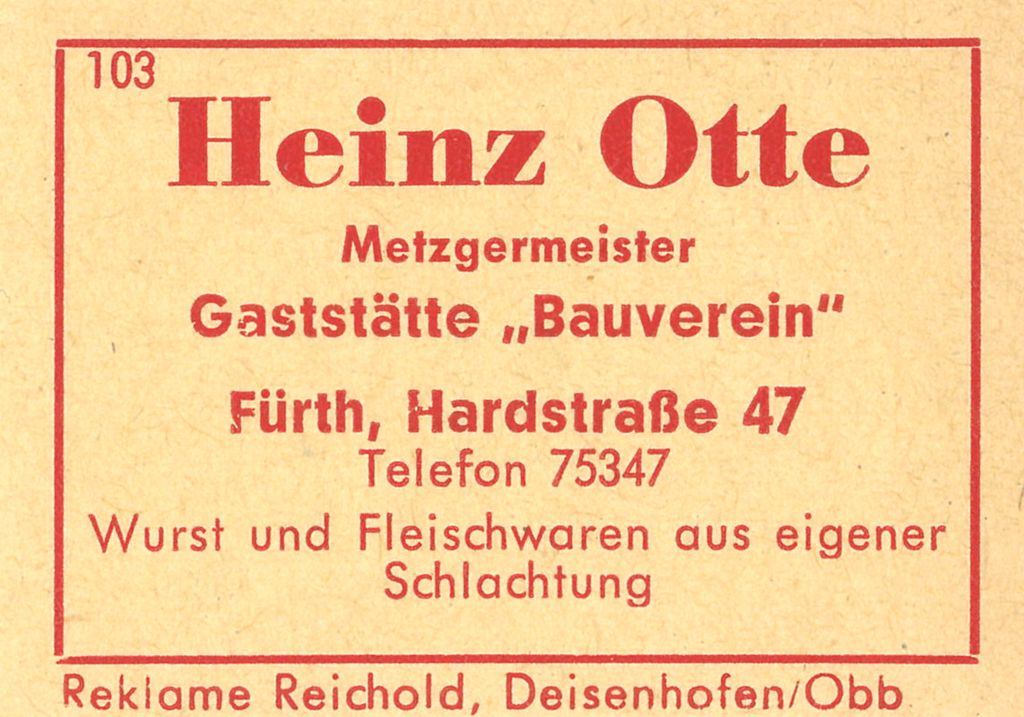 103
Heinz Otte
Metzgermeister
Gaststätte „Bauverein“
Fürth, Hardstraße 47
Telefon 75347
Wurst und Fleischwaren aus eigener
Schlachtung
Reklame Reichold, Deisenhofen/Obb